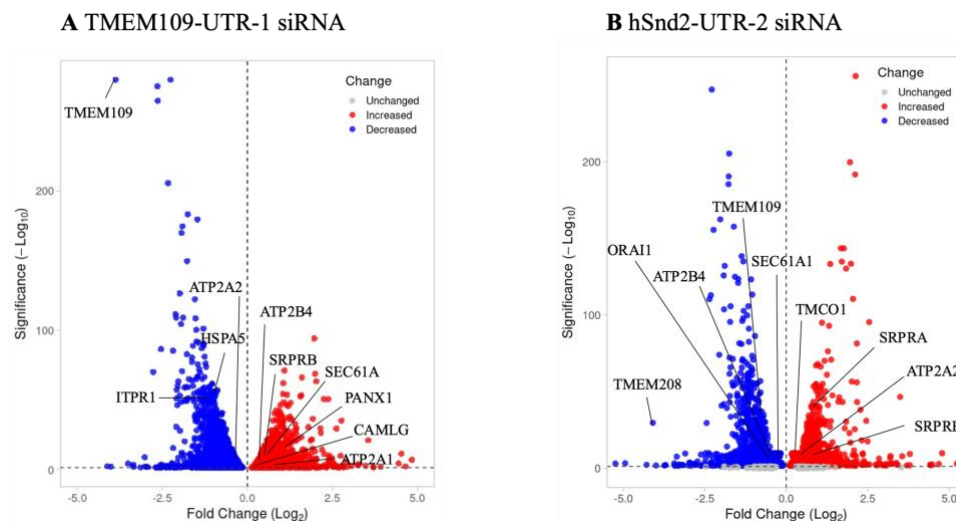 A TMEM109-UTR-1 siRNA
Change
Unchanged
Increased
Decreased
TMEM109
200
ATP2A2
ATP2B4
HSPA5
SRPRB
SEC61A
ITPR1
PANX1
CAMLG
ATP2A1
100
0
Significance (– Log10)
-5.0
-2.5
0
2.5
5.0
Fold Change (Log2)
B hSnd2-UTR-2 siRNA
Change
Unchanged
Increased
Decreased
200
TMEM109
ORAI1
SEC61A1
ATP2B4
TMCO1
SRPRA
ATP2A2
TMEM208
100
0
Significance (– Log10)
-5.0
-2.5
0
2.5
5.0
Fold Change (Log2)